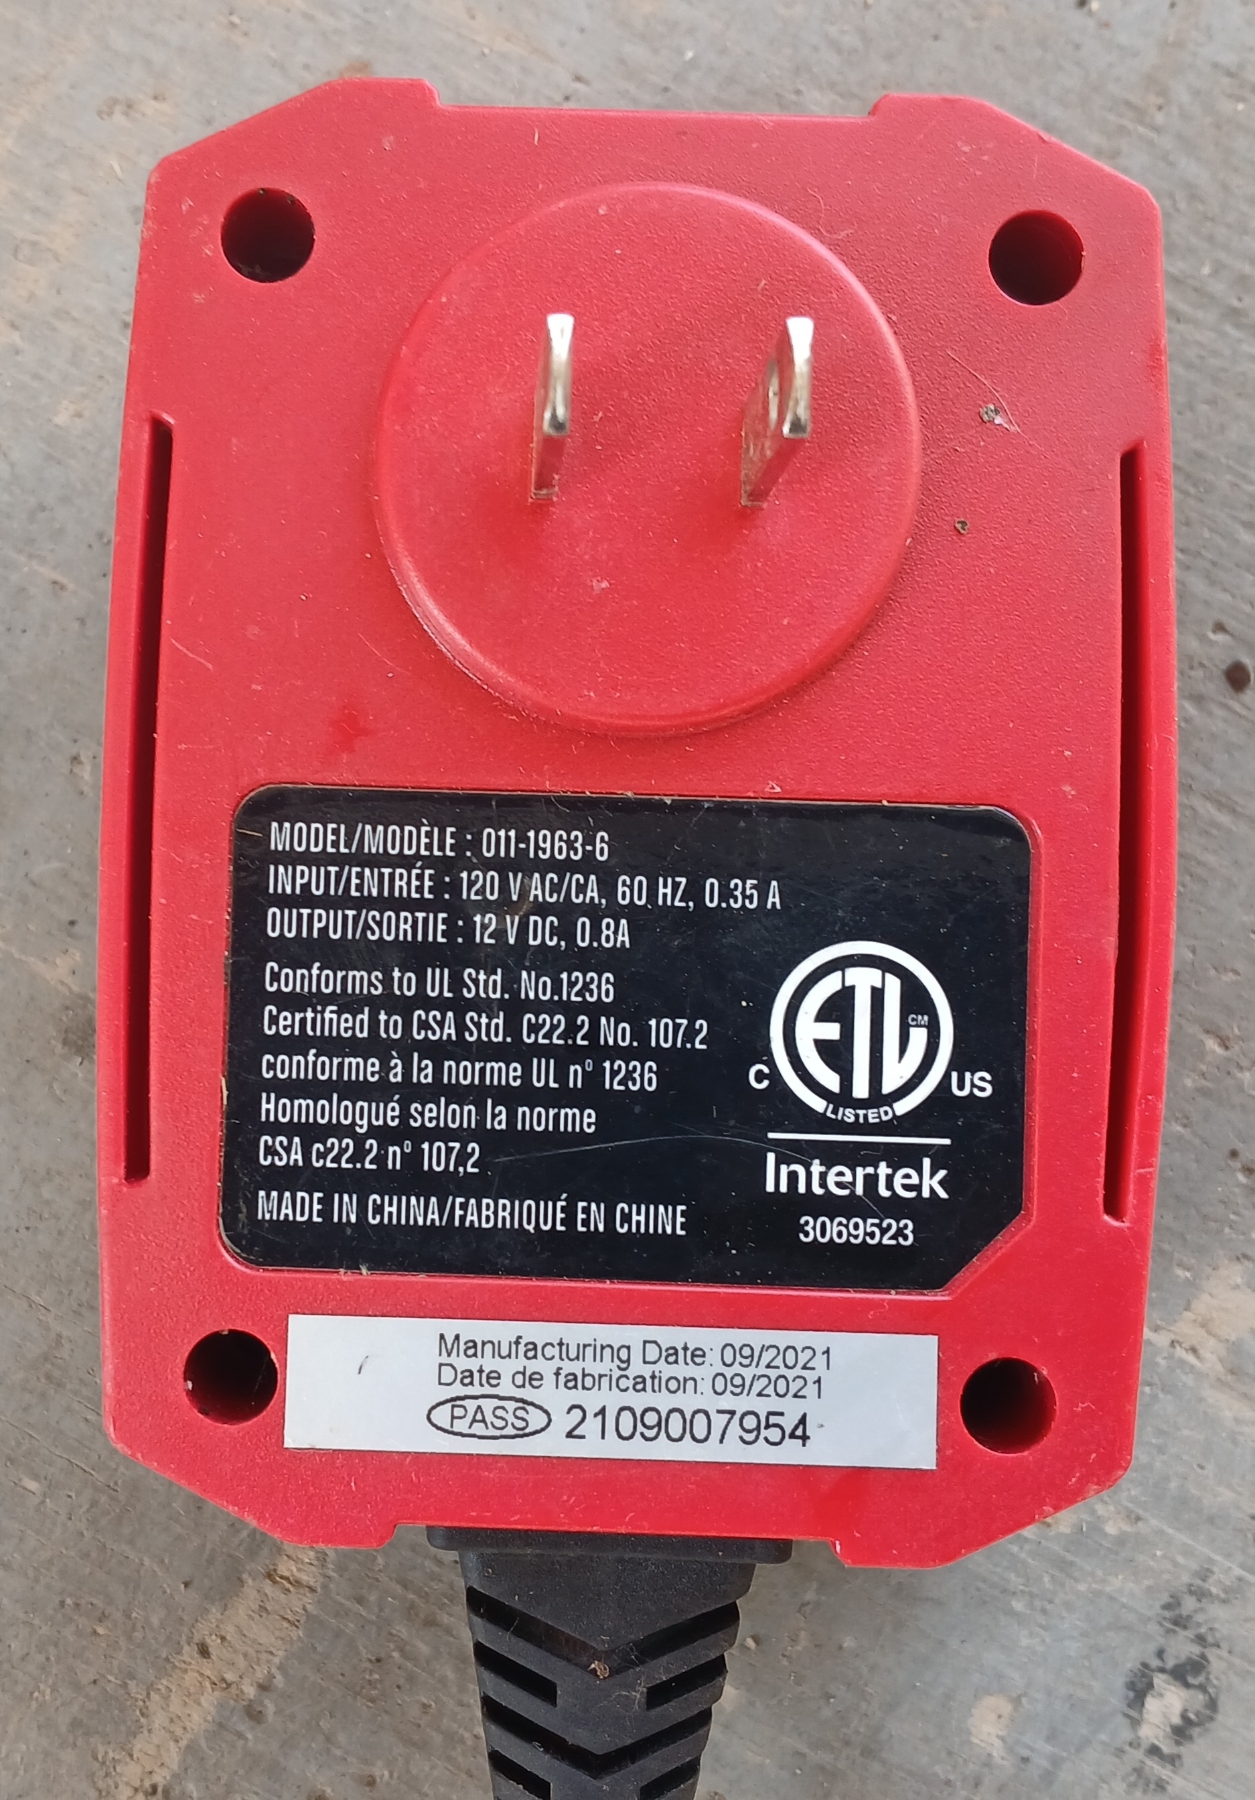 MODEL/MODÈLE : 011-1963-6
INPUT/ENTRÉE : 120 V AC/CA, 60 HZ, 0.35 A
OUTPUT/SORTIE : 12 V DC, 0.8A
Conforms to UL Std. No.1236
Certified to CSA Std. C22.2 No. 107.2
conforme à la norme UL n° 1236
Homologué selon la norme
CSA c22.2 n° 107,2
MADE IN CHINA/FABRIQUÉ EN CHINE
ETL CM
C US
LISTED
Intertek
3069523
Manufacturing Date: 09/2021
Date de fabrication: 09/2021
PASS 2109007954